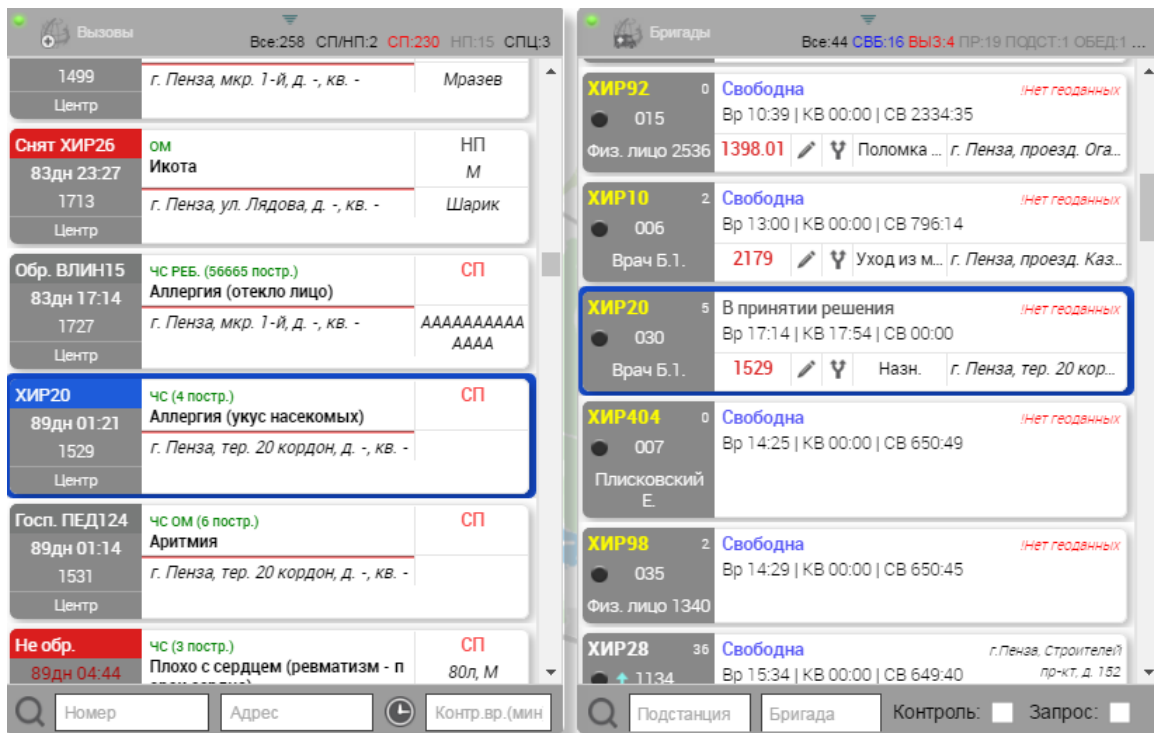 Вызовы
Все:258 СП/НП:2 СП:230 НП:15 СПЦ:3
1499
г. Пенза, мкр. 1-й, д. -, кв. -
Мразев
Центр
Снят ХИР26
ОМ
НП
83дн 23:27
Икота
М
1713
г. Пенза, ул. Лядова, д. -, кв. -
Шарик
Центр
Обр. ВЛИН15
ЧС РЕБ. (56665 постр.)
СП
83дн 17:14
Аллергия (отекло лицо)
1727
г. Пенза, мкр. 1-й, д. -, кв. -
АААААААААА
АААА
Центр
ХИР20
ЧС (4 постр.)
СП
89дн 01:21
Аллергия (укус насекомых)
1529
г. Пенза, тер. 20 кордон, д. -, кв. -
Центр
Госп. ПЕД124
ЧС ОМ (6 постр.)
СП
89дн 01:14
Аритмия
1531
г. Пенза, тер. 20 кордон, д. -, кв. -
Центр
Не обр.
ЧС (3 постр.)
СП
89дн 04:44
Плохо с сердцем (ревматизм - п
80л, М
Номер
Адрес
Контр.вр.(мин
Бригады
Все:44 СВБ:16 ВЫЗ:4 ПР:19 ПОДСТ:1 ОБЕД:1 ...
ХИР92 0
Свободна
!Нет геоданных
015
Вр 10:39 | КВ 00:00 | СВ 2334:35
Физ. лицо 2536
1398.01
Поломка ...
г. Пенза, проезд. Ога...
ХИР10 2
Свободна
!Нет геоданных
006
Вр 13:00 | КВ 00:00 | СВ 796:14
Врач Б.1.
2179
Уход из м...
г. Пенза, проезд. Каз...
ХИР20 5
В принятии решения
!Нет геоданных
030
Вр 17:14 | КВ 17:54 | СВ 00:00
Врач Б.1.
1529
Назн.
г. Пенза, тер. 20 кор...
ХИР404 0
Свободна
!Нет геоданных
007
Вр 14:25 | КВ 00:00 | СВ 650:49
Плисковский
Е.
ХИР98 2
Свободна
!Нет геоданных
035
Вр 14:29 | КВ 00:00 | СВ 650:45
Физ. лицо 1340
ХИР28 36
Свободна
г.Пенза, Строителей
пр-кт, д. 152
1134
Вр 15:34 | КВ 00:00 | СВ 649:40
Подстанция
Бригада
Контроль:
Запрос: